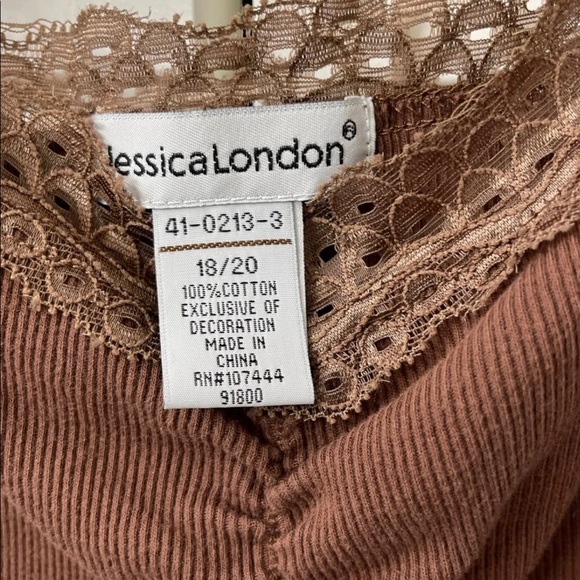 JessicaLondon®
41-0213-3
18/20
100%COTTON
EXCLUSIVE OF
DECORATION
MADE IN
CHINA
RN#107444
91800